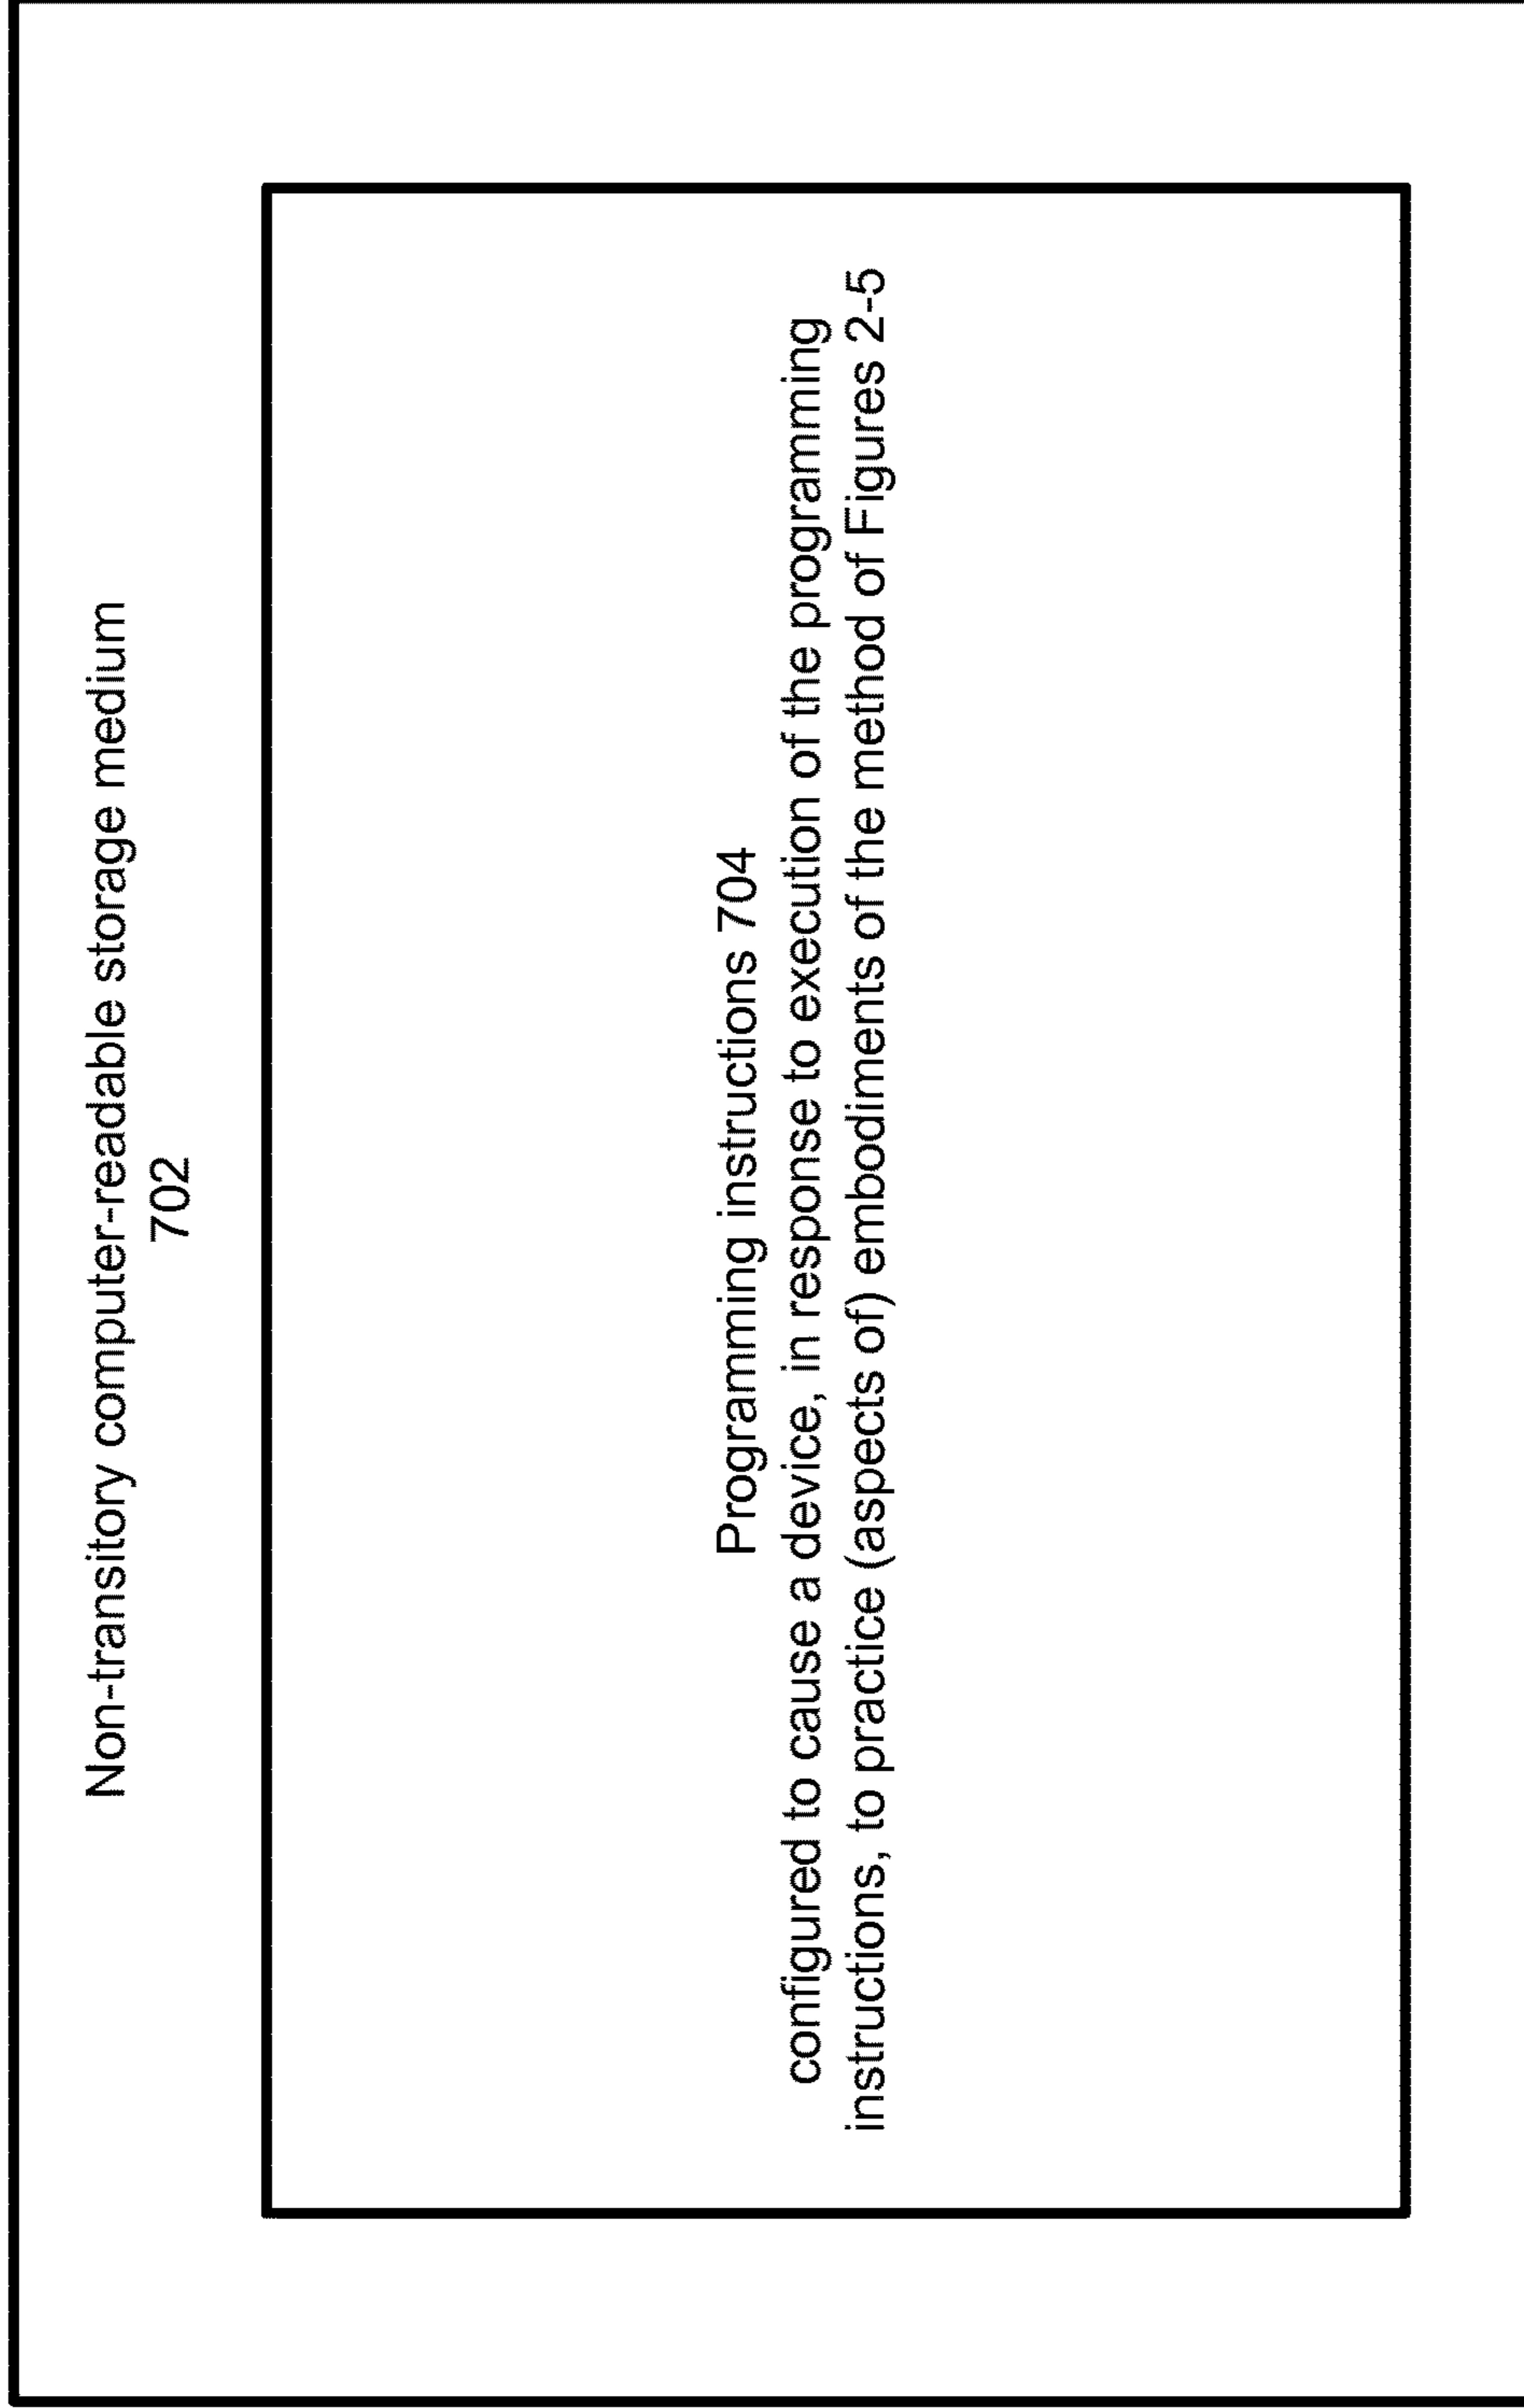 Non-transitory computer-readable storage medium
702
Programming instructions 704
configured to cause a device, in response to execution of the programming
instructions, to practice (aspects of) embodiments of the method of Figures 2-5